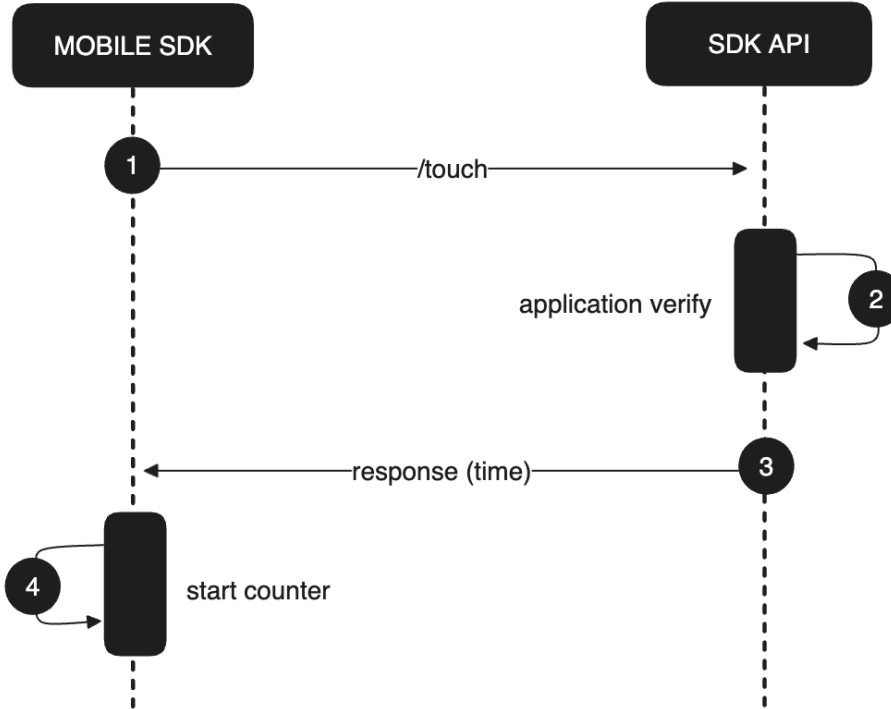 MOBILE SDK
SDK API
1
/touch
2
application verify
3
response (time)
4
start counter